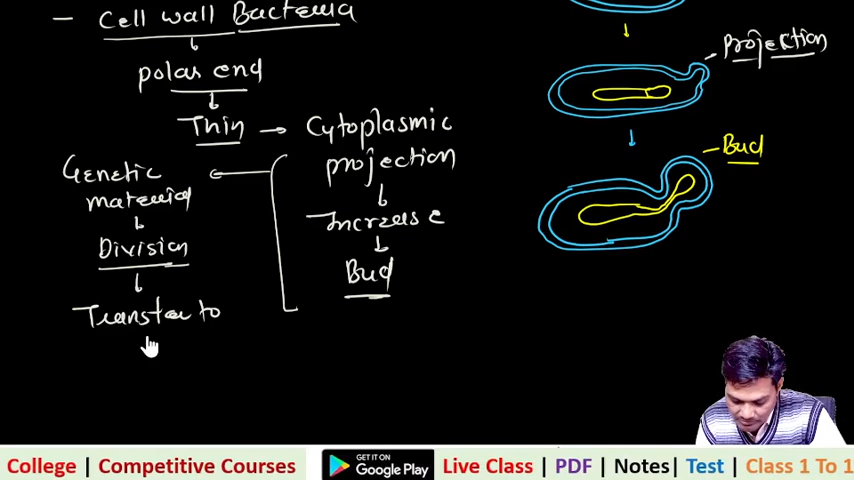 - Cell wall Bacteria
polar end
Thin → Cytoplasmic
projection
Increase
Bud
Genetic
material
Division
Transfer to
Projection
Bud
College | Competitive Courses
GET IT ON
Google Play
Live Class | PDF | Notes | Test | Class 1 To 1